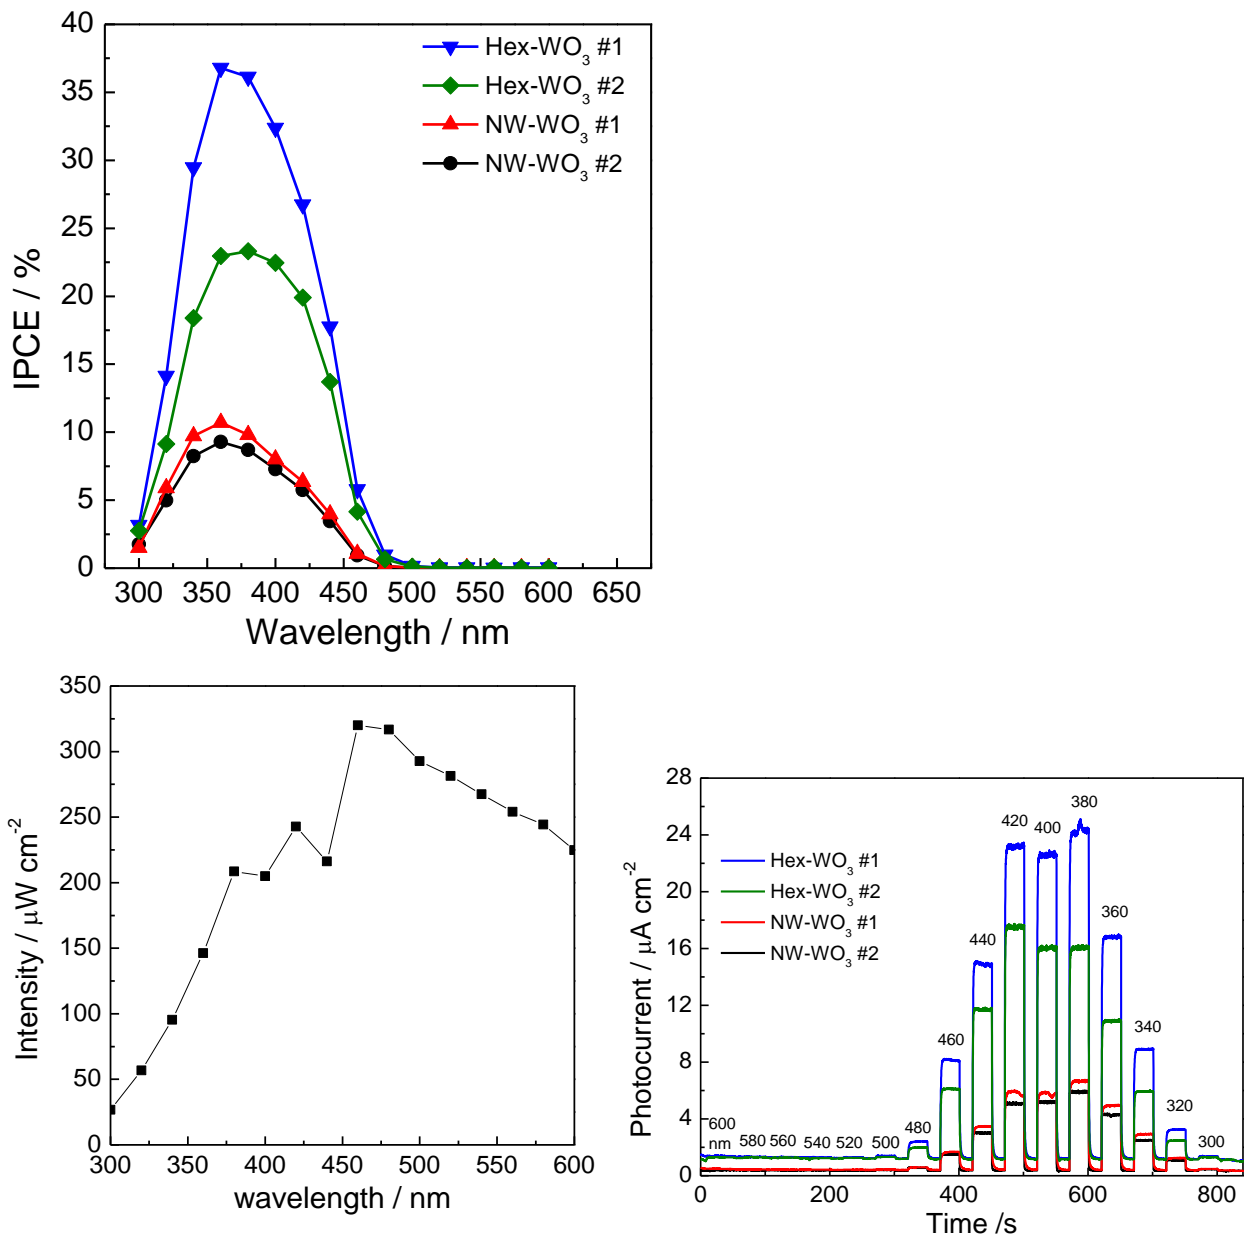 40
35
30
25
20
15
10
5
0
IPCE / %
Hex-WO₃ #1
Hex-WO₃ #2
NW-WO₃ #1
NW-WO₃ #2
300 350 400 450 500 550 600 650
Wavelength / nm
350
300
250
200
150
100
50
0
Intensity / μW cm⁻²
300 350 400 450 500 550 600
wavelength / nm
28
24
20
16
12
8
4
0
Photocurrent / μA cm⁻²
Hex-WO₃ #1
Hex-WO₃ #2
NW-WO₃ #1
NW-WO₃ #2
600
nm
580
560
540
520
500
480
460
440
420
400
380
360
340
320
300
0 200 400 600 800
Time /s